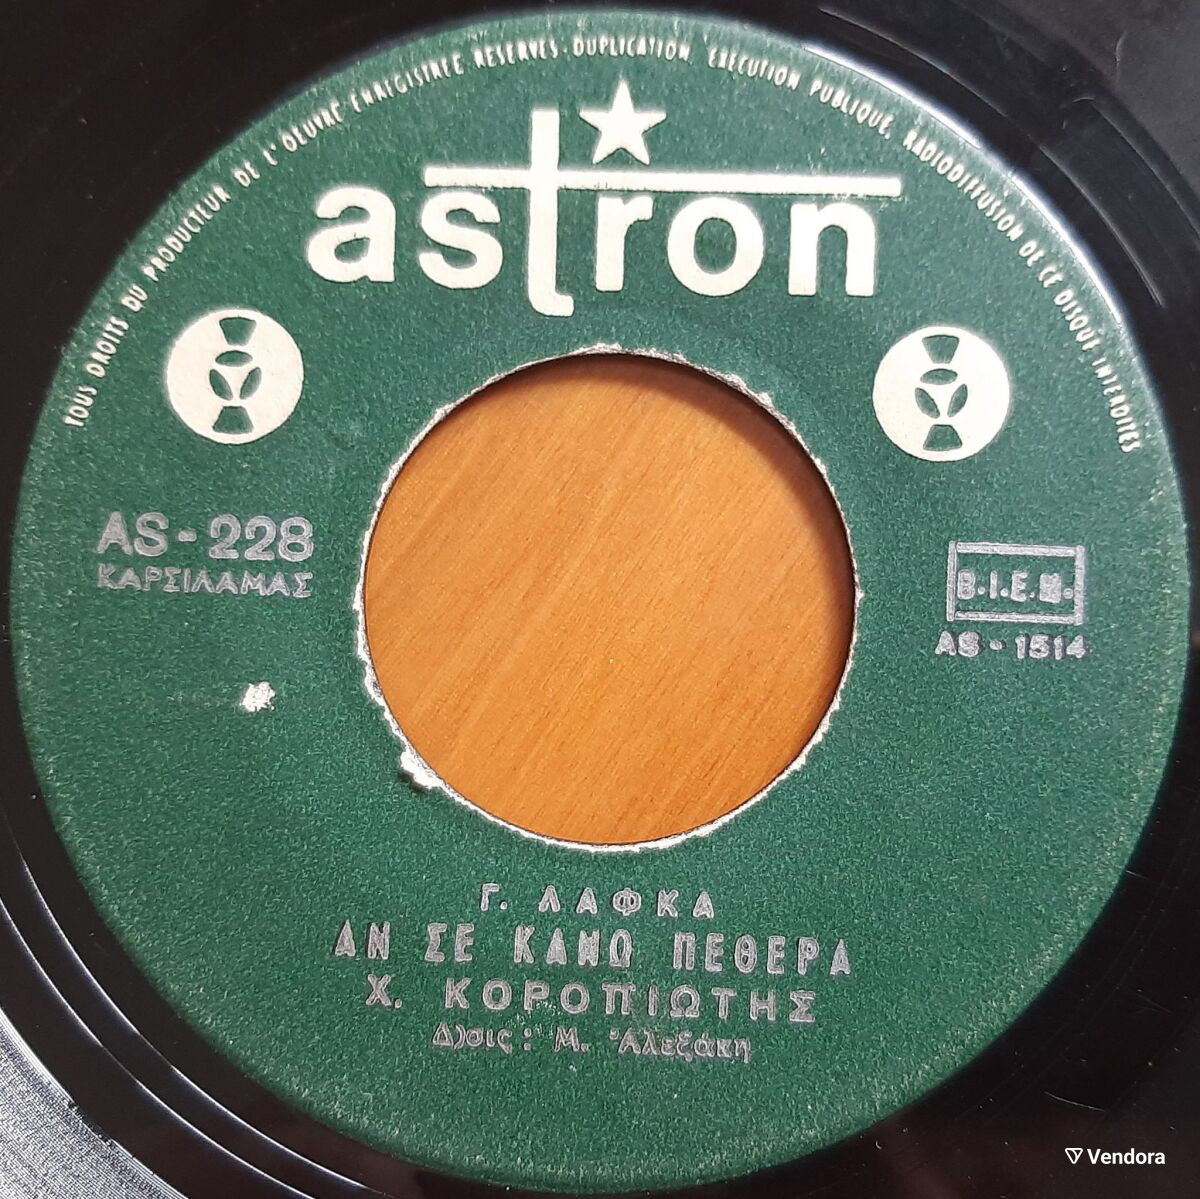 TOUS DROITS DU PRODUCTEUR DE L'OEUVRE ENREGISTREE RESERVES - DUPLICATION, EXECUTION PUBLIQUE, RADIODIFFUSION DE CE DISQUE INTERDITES
astron
AS-228
ΚΑΡΣΙΛΑΜΑΣ
B.I.E.M.
AS-1514
Γ. ΛΑΦΚΑ
ΑΝ ΣΕ ΚΑΝΩ ΠΕΘΕΡΑ
Χ. ΚΟΡΟΠΙΩΤΗΣ
Δ)σις: Μ. Ἀλεξάκη
Vendora